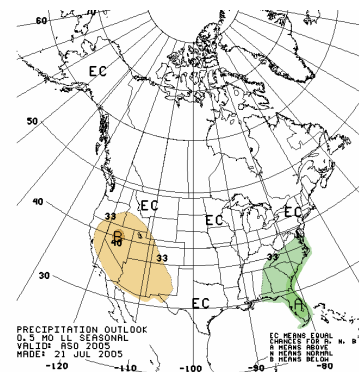 60
EC
50
40
33
EC
EC
EC
B
40
33
33
30
EC
A
PRECIPITATION OUTLOOK
0.5 MO LL SEASONAL
VALID: ASO 2005
MADE: 21 JUL 2005
EC MEANS EQUAL
CHANCES FOR A, N, B
A MEANS ABOVE
N MEANS NORMAL
B MEANS BELOW
-120
-110
-100
-90
-80